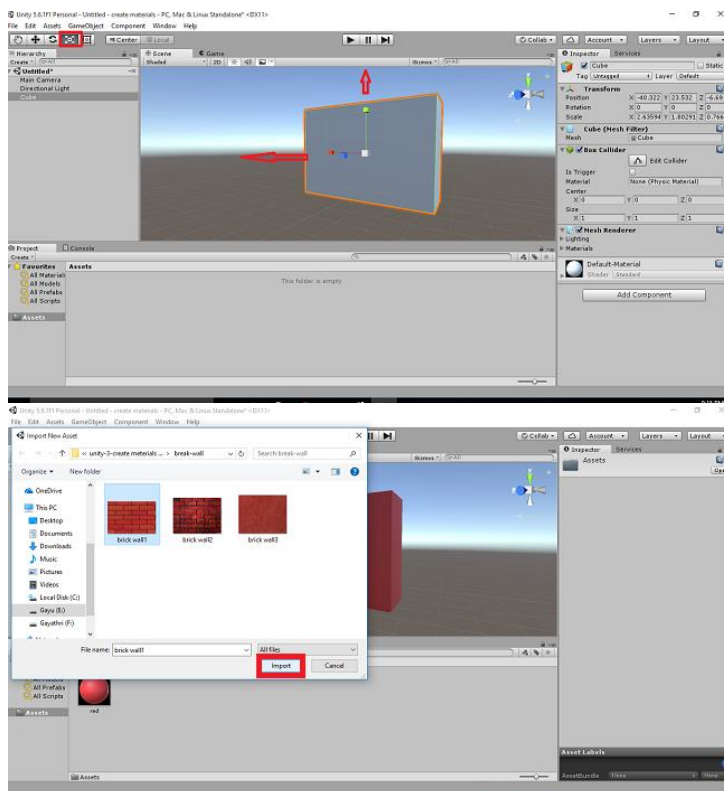 Unity 5.6.1f1 Personal - Untitled - create materials - PC, Mac & Linux Standalone* <DX11>
File Edit Assets GameObject Component Window Help
Center Local Collab Account Layers Layout
Hierarchy Scene Game Inspector Services
Create Shaded 2D Gizmos Cube Static
Untitled* Tag Untagged Layer Default
Main Camera Transform
Directional Light Position X -40.322 Y 23.532 Z -6.69
Cube Rotation X 0 Y 0 Z 0
Scale X 2.63594 Y 1.80291 Z 0.766
Cube (Mesh Filter)
Mesh Cube
Box Collider
Edit Collider
Is Trigger
Material None (Physic Material)
Center
X 0 Y 0 Z 0
Size
X 1 Y 1 Z 1
Mesh Renderer
Lighting
Materials
Default-Material
Shader Standard
Add Component
Project Console
Create
Favorites Assets
All Materials
All Models This folder is empty
All Prefabs
All Scripts
Assets
Unity 5.6.1f1 Personal - Untitled - create materials - PC, Mac & Linux Standalone* <DX11>
File Edit Assets GameObject Component Window Help
Import New Asset Collab Account Layers Layout
« unity-3-create meterials ... > break-wall Search break-wall Gizmos Inspector Services
Organize New folder Assets
OneDrive
This PC
Desktop
Documents brick wall1 brick wall2 brick wall3
Downloads
Music
Pictures
Videos
Local Disk (C:)
Gayu (E:)
Gayathri (F:)
File name: brick wall1 All files
Import Cancel
All Prefabs
All Scripts
Assets red
Asset Labels
Assets AssetBundle None None